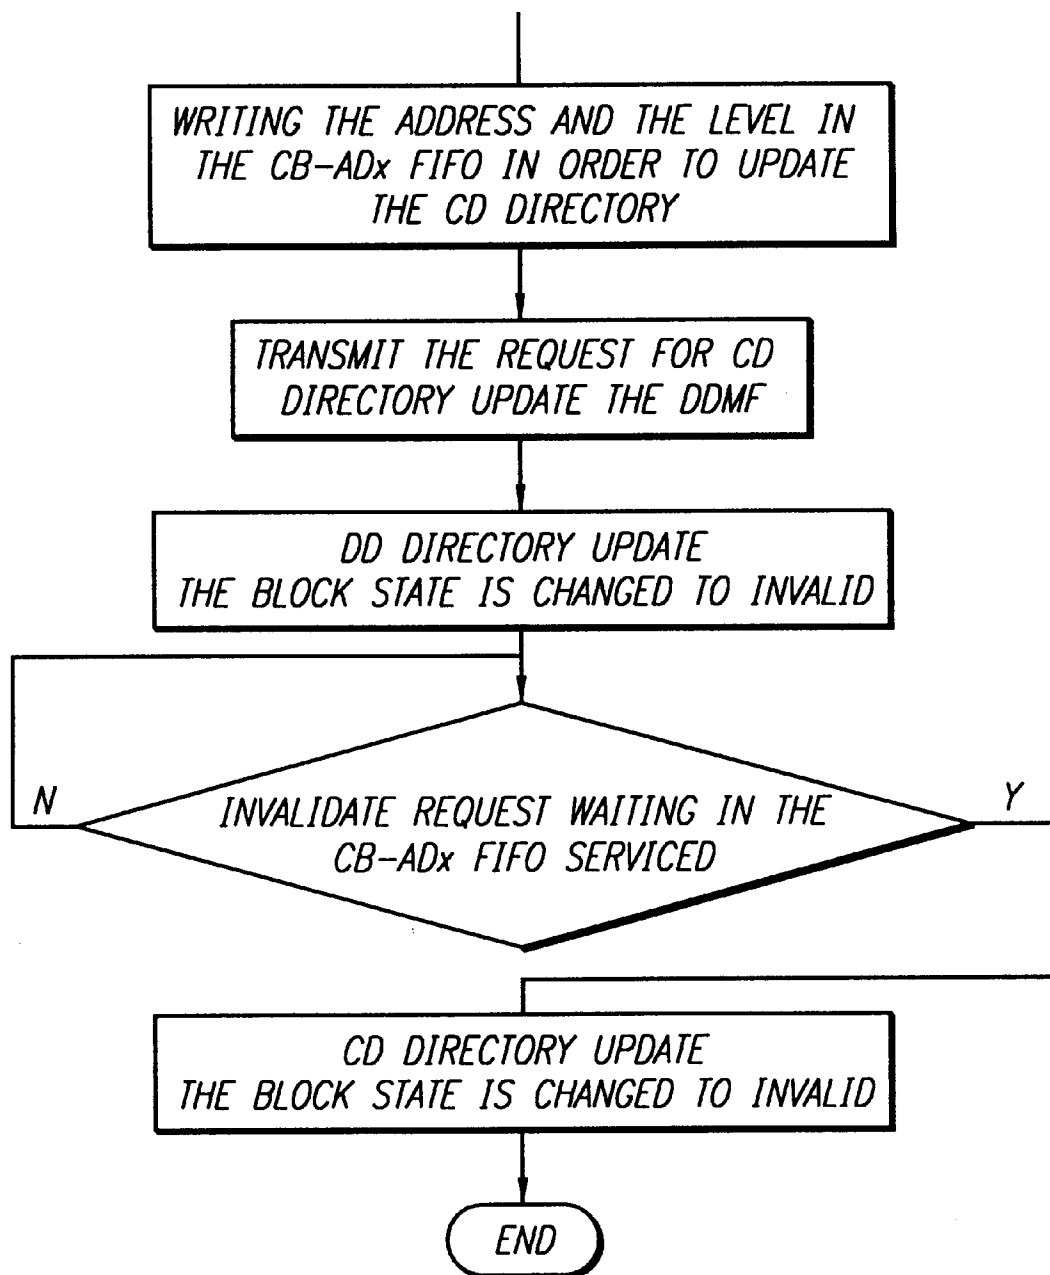 WRITING THE ADDRESS AND THE LEVEL IN
THE CB-ADx FIFO IN ORDER TO UPDATE
THE CD DIRECTORY
TRANSMIT THE REQUEST FOR CD
DIRECTORY UPDATE THE DDMF
DD DIRECTORY UPDATE
THE BLOCK STATE IS CHANGED TO INVALID
N
Y
INVALIDATE REQUEST WAITING IN THE
CB-ADx FIFO SERVICED
CD DIRECTORY UPDATE
THE BLOCK STATE IS CHANGED TO INVALID
END